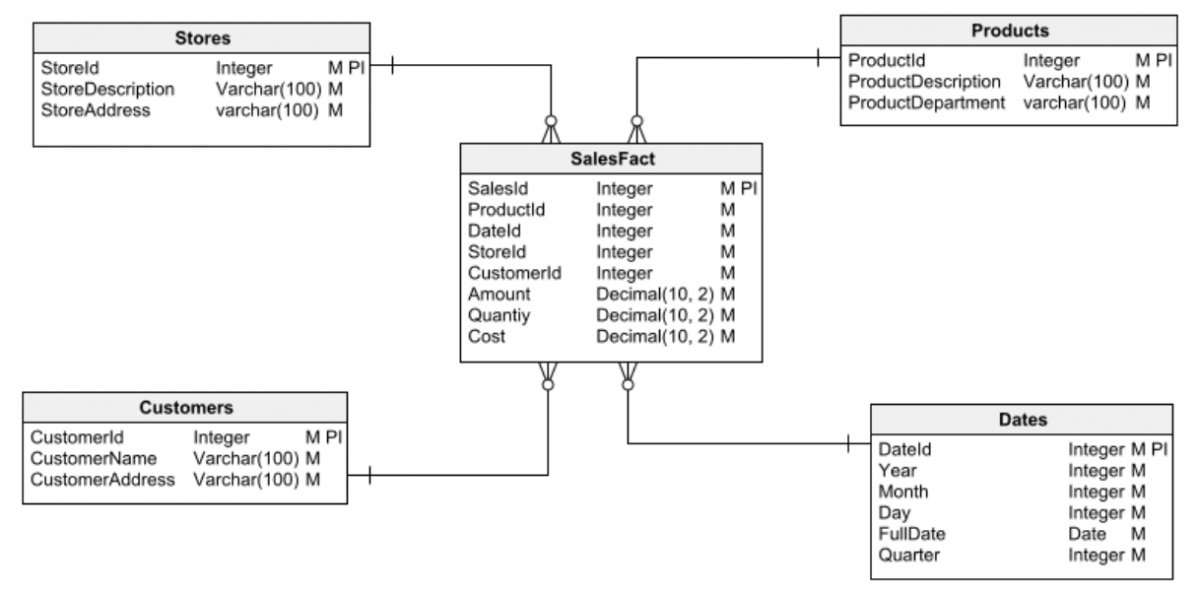 Stores
StoreId Integer M PI
StoreDescription Varchar(100) M
StoreAddress varchar(100) M
Products
ProductId Integer M PI
ProductDescription Varchar(100) M
ProductDepartment varchar(100) M
SalesFact
SalesId Integer M PI
ProductId Integer M
DateId Integer M
StoreId Integer M
CustomerId Integer M
Amount Decimal(10, 2) M
Quantiy Decimal(10, 2) M
Cost Decimal(10, 2) M
Customers
CustomerId Integer M PI
CustomerName Varchar(100) M
CustomerAddress Varchar(100) M
Dates
DateId Integer M PI
Year Integer M
Month Integer M
Day Integer M
FullDate Date M
Quarter Integer M